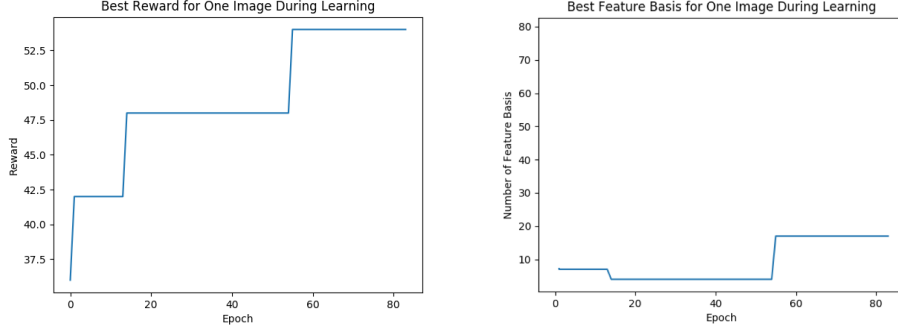 Best Reward for One Image During Learning
52.5
50.0
47.5
45.0
42.5
40.0
37.5
Reward
0 20 40 60 80
Epoch
Best Feature Basis for One Image During Learning
80
70
60
50
40
30
20
10
Number of Feature Basis
0 20 40 60 80
Epoch